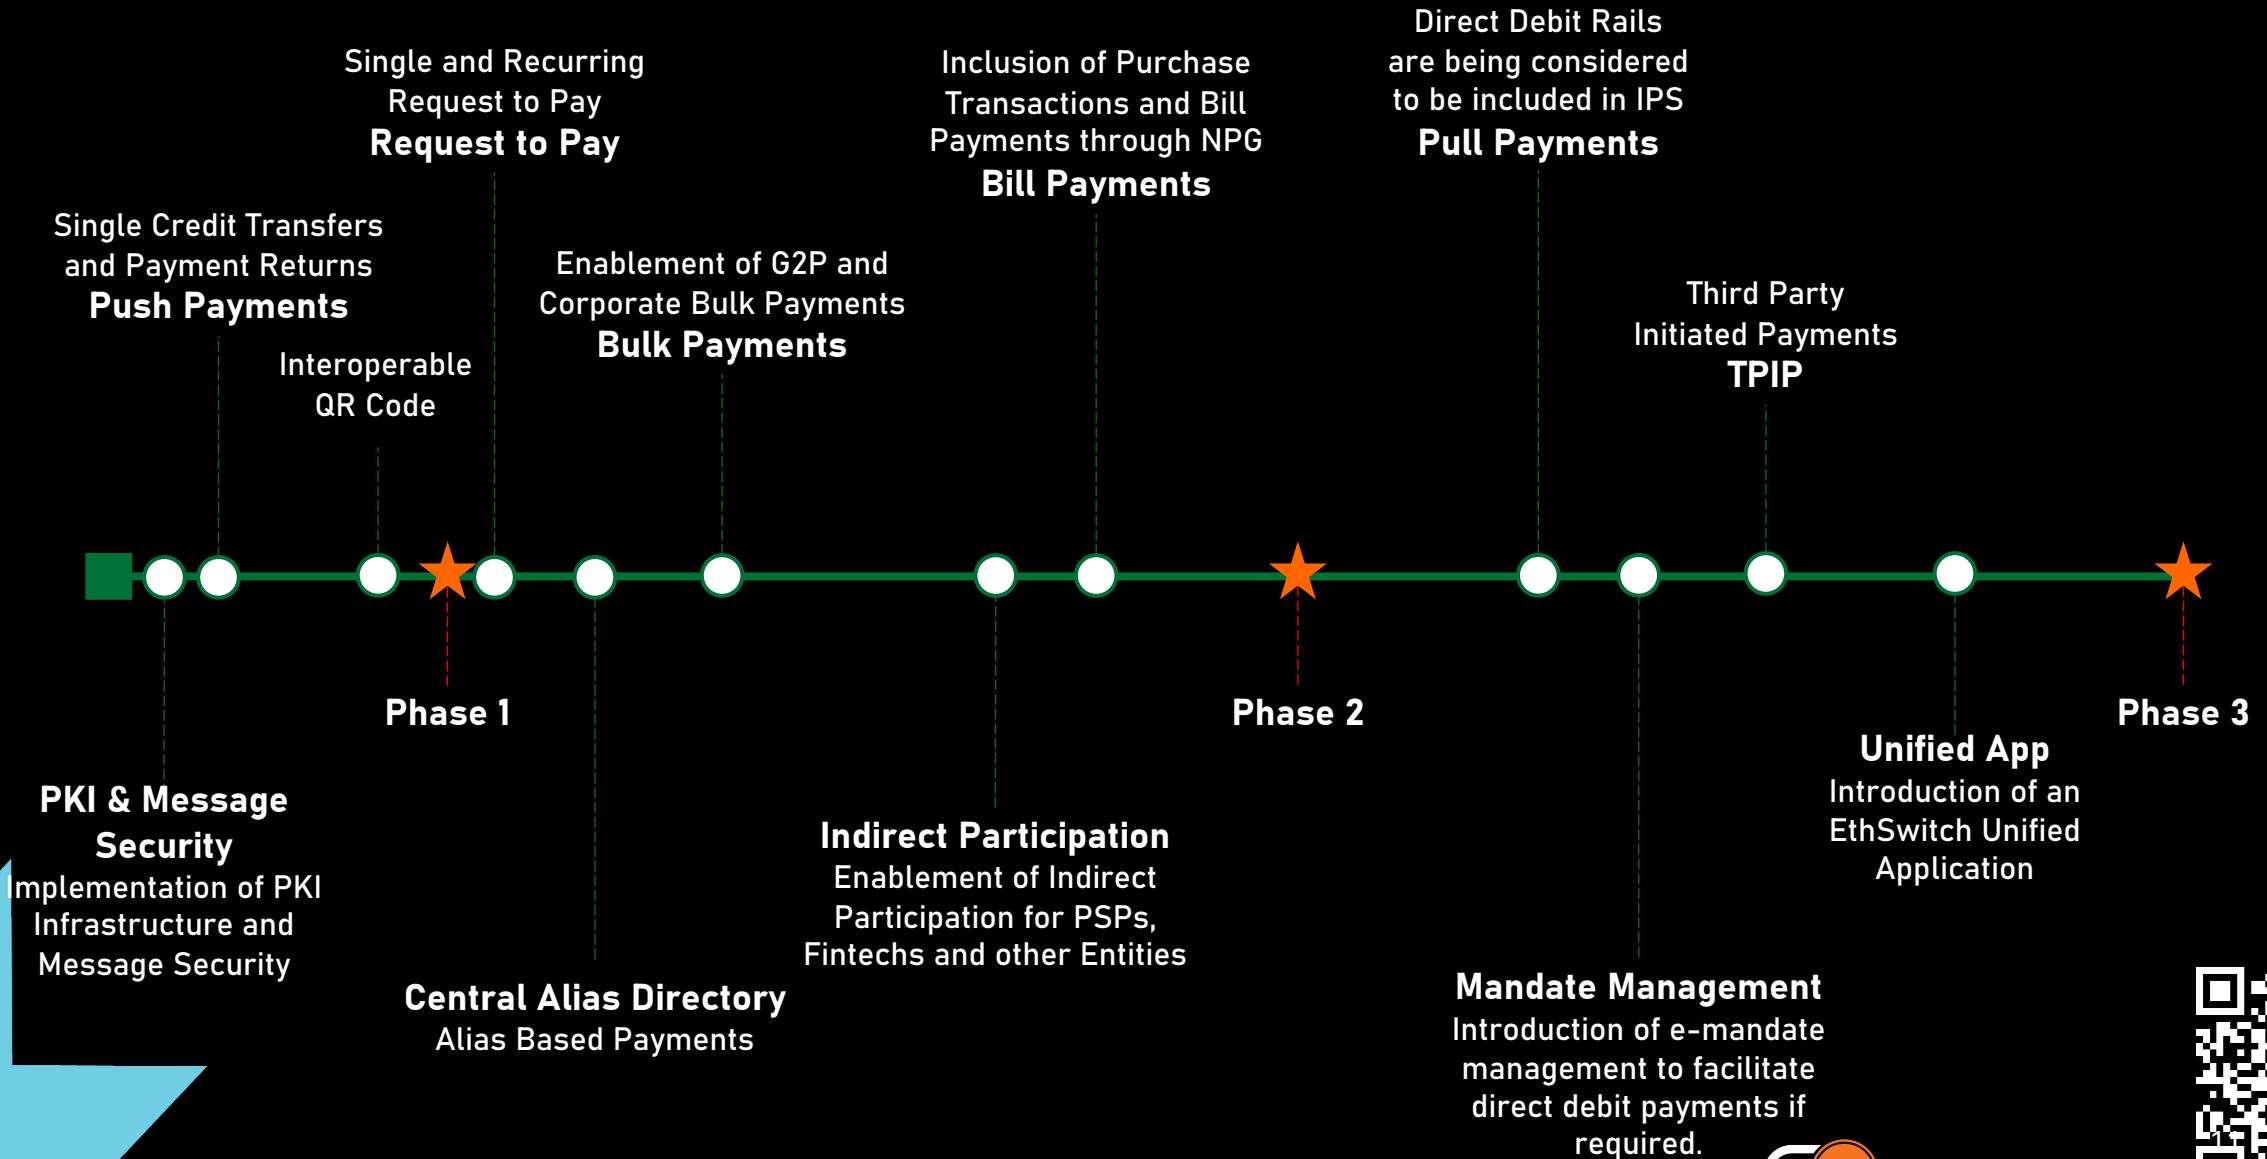 Single Credit Transfers
and Payment Returns
Push Payments
Interoperable
QR Code
Single and Recurring
Request to Pay
Request to Pay
Enablement of G2P and
Corporate Bulk Payments
Bulk Payments
Inclusion of Purchase
Transactions and Bill
Payments through NPG
Bill Payments
Direct Debit Rails
are being considered
to be included in IPS
Pull Payments
Third Party
Initiated Payments
TPIP
Phase 1
Phase 2
Phase 3
PKI & Message
Security
Implementation of PKI
Infrastructure and
Message Security
Central Alias Directory
Alias Based Payments
Indirect Participation
Enablement of Indirect
Participation for PSPs,
Fintechs and other Entities
Mandate Management
Introduction of e-mandate
management to facilitate
direct debit payments if
required.
Unified App
Introduction of an
EthSwitch Unified
Application
11